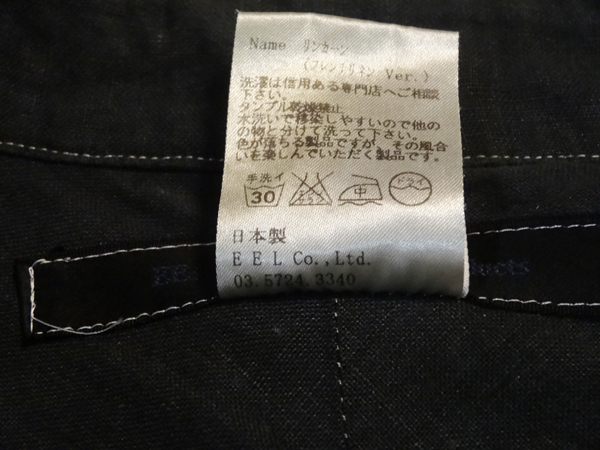 Name リンカーン
(フレンチリネン Ver.)
洗濯は信用ある専門店へご相談
下さい。
タンブル乾燥禁止
水洗いで移染しやすいので他の
の物と分けて洗って下さい。
色が落ちる製品ですが、その風合
いを楽しんでいただく製品です。
手洗イ
30 中
日本製
E E L Co.,Ltd.
03.5724.3340